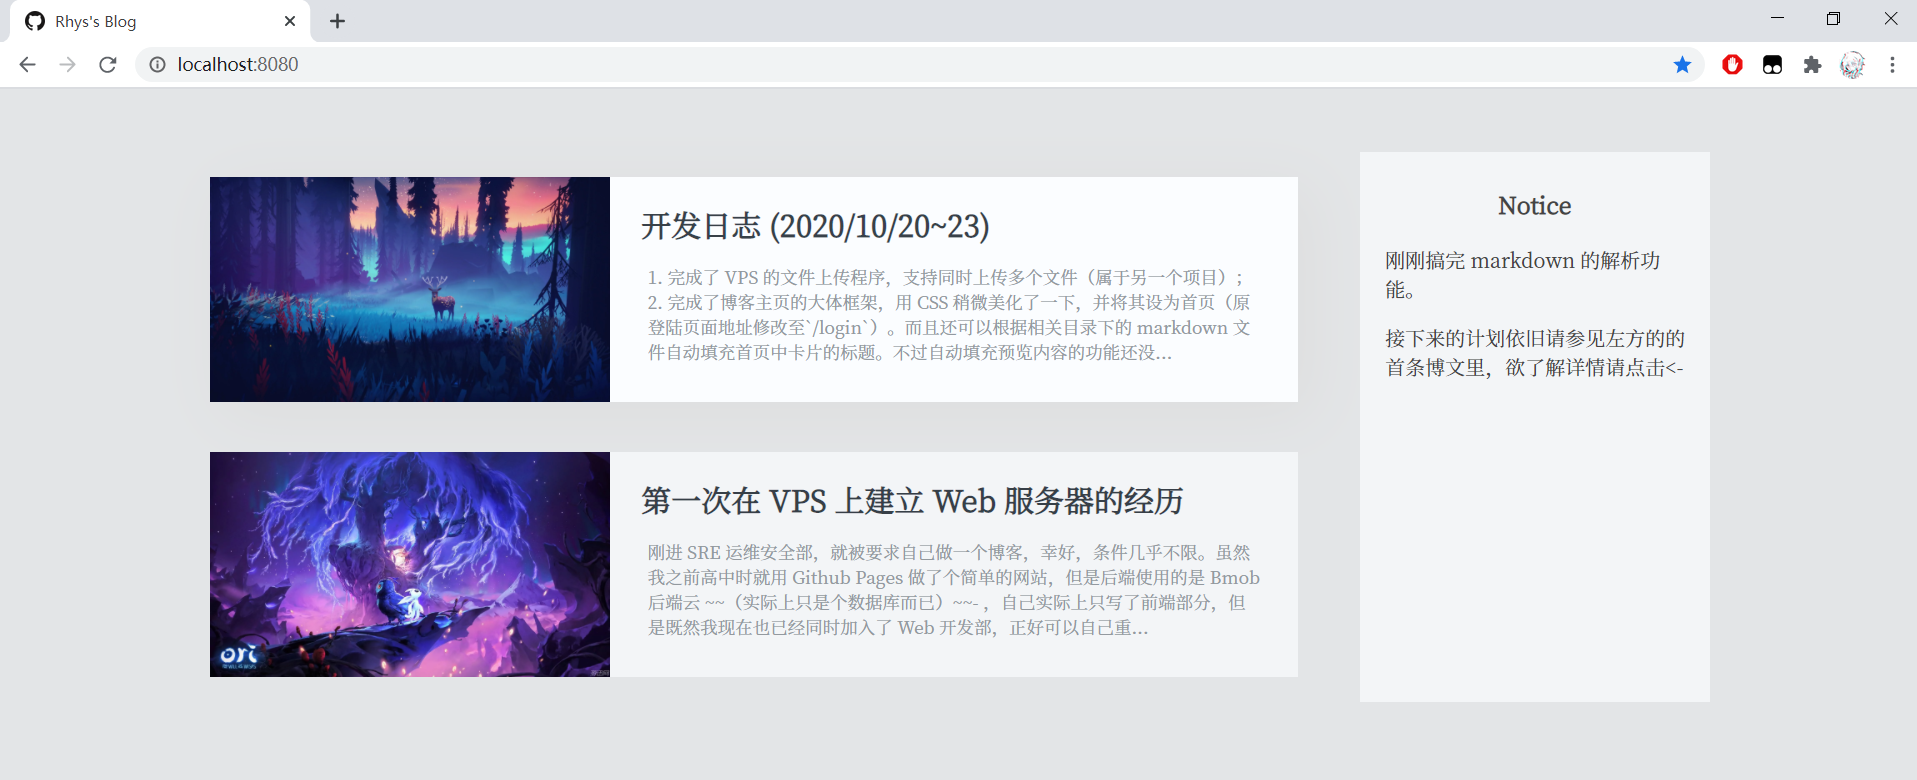 Rhys's Blog
localhost:8080
开发日志 (2020/10/20~23)
1. 完成了 VPS 的文件上传程序，支持同时上传多个文件（属于另一个项目）；
2. 完成了博客主页的大体框架，用 CSS 稍微美化了一下，并将其设为首页（原
登陆页面地址修改至`/login`）。而且还可以根据相关目录下的 markdown 文
件自动填充首页中卡片的标题。不过自动填充预览内容的功能还没...
第一次在 VPS 上建立 Web 服务器的经历
刚进 SRE 运维安全部，就被要求自己做一个博客，幸好，条件几乎不限。虽然
我之前高中时就用 Github Pages 做了个简单的网站，但是后端使用的是 Bmob
后端云 ~~（实际上只是个数据库而已）~~- ，自己实际上只写了前端部分，但
是既然我现在也已经同时加入了 Web 开发部，正好可以自己重...
ori
Notice
刚刚搞完 markdown 的解析功
能。
接下来的计划依旧请参见左方的的
首条博文里，欲了解详情请点击<-